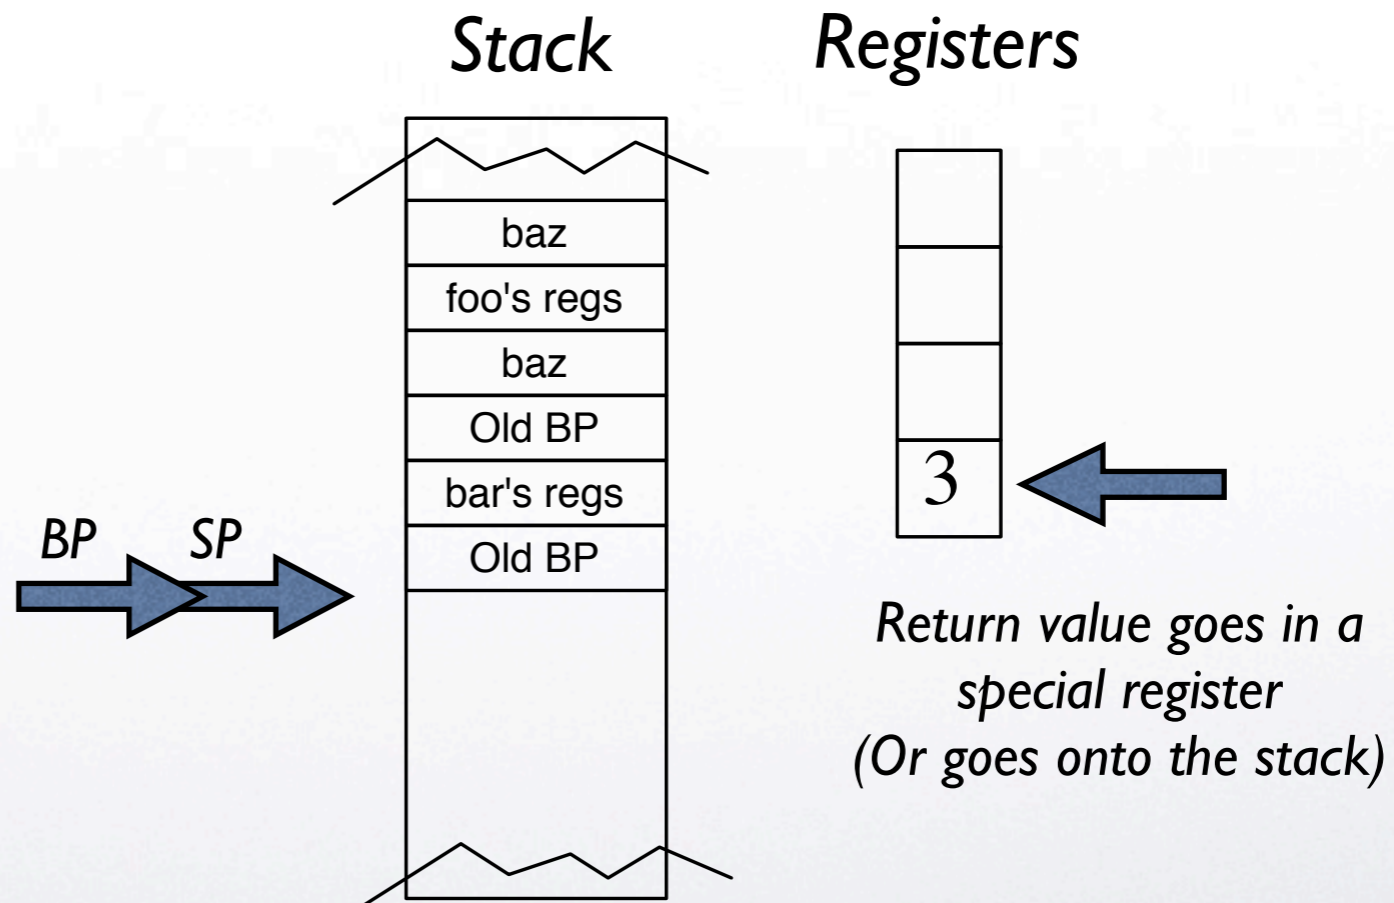 Stack
Registers
baz
foo's regs
baz
Old BP
bar's regs
Old BP
BP
SP
3
Return value goes in a
special register
(Or goes onto the stack)